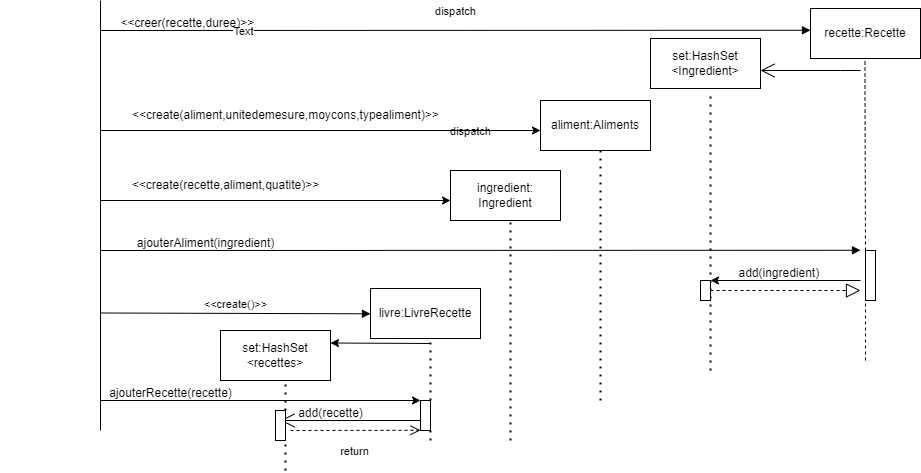 dispatch
<<creer(recette,duree)>>
Text
recette:Recette
set:HashSet
<Ingredient>
<<create(aliment,unitedemesure,moycons,typealiment)>>
dispatch
aliment:Aliments
<<create(recette,aliment,quatite)>>
ingredient:
Ingredient
ajouterAliment(ingredient)
add(ingredient)
<<create()>>
livre:LivreRecette
set:HashSet
<recettes>
ajouterRecette(recette)
add(recette)
return